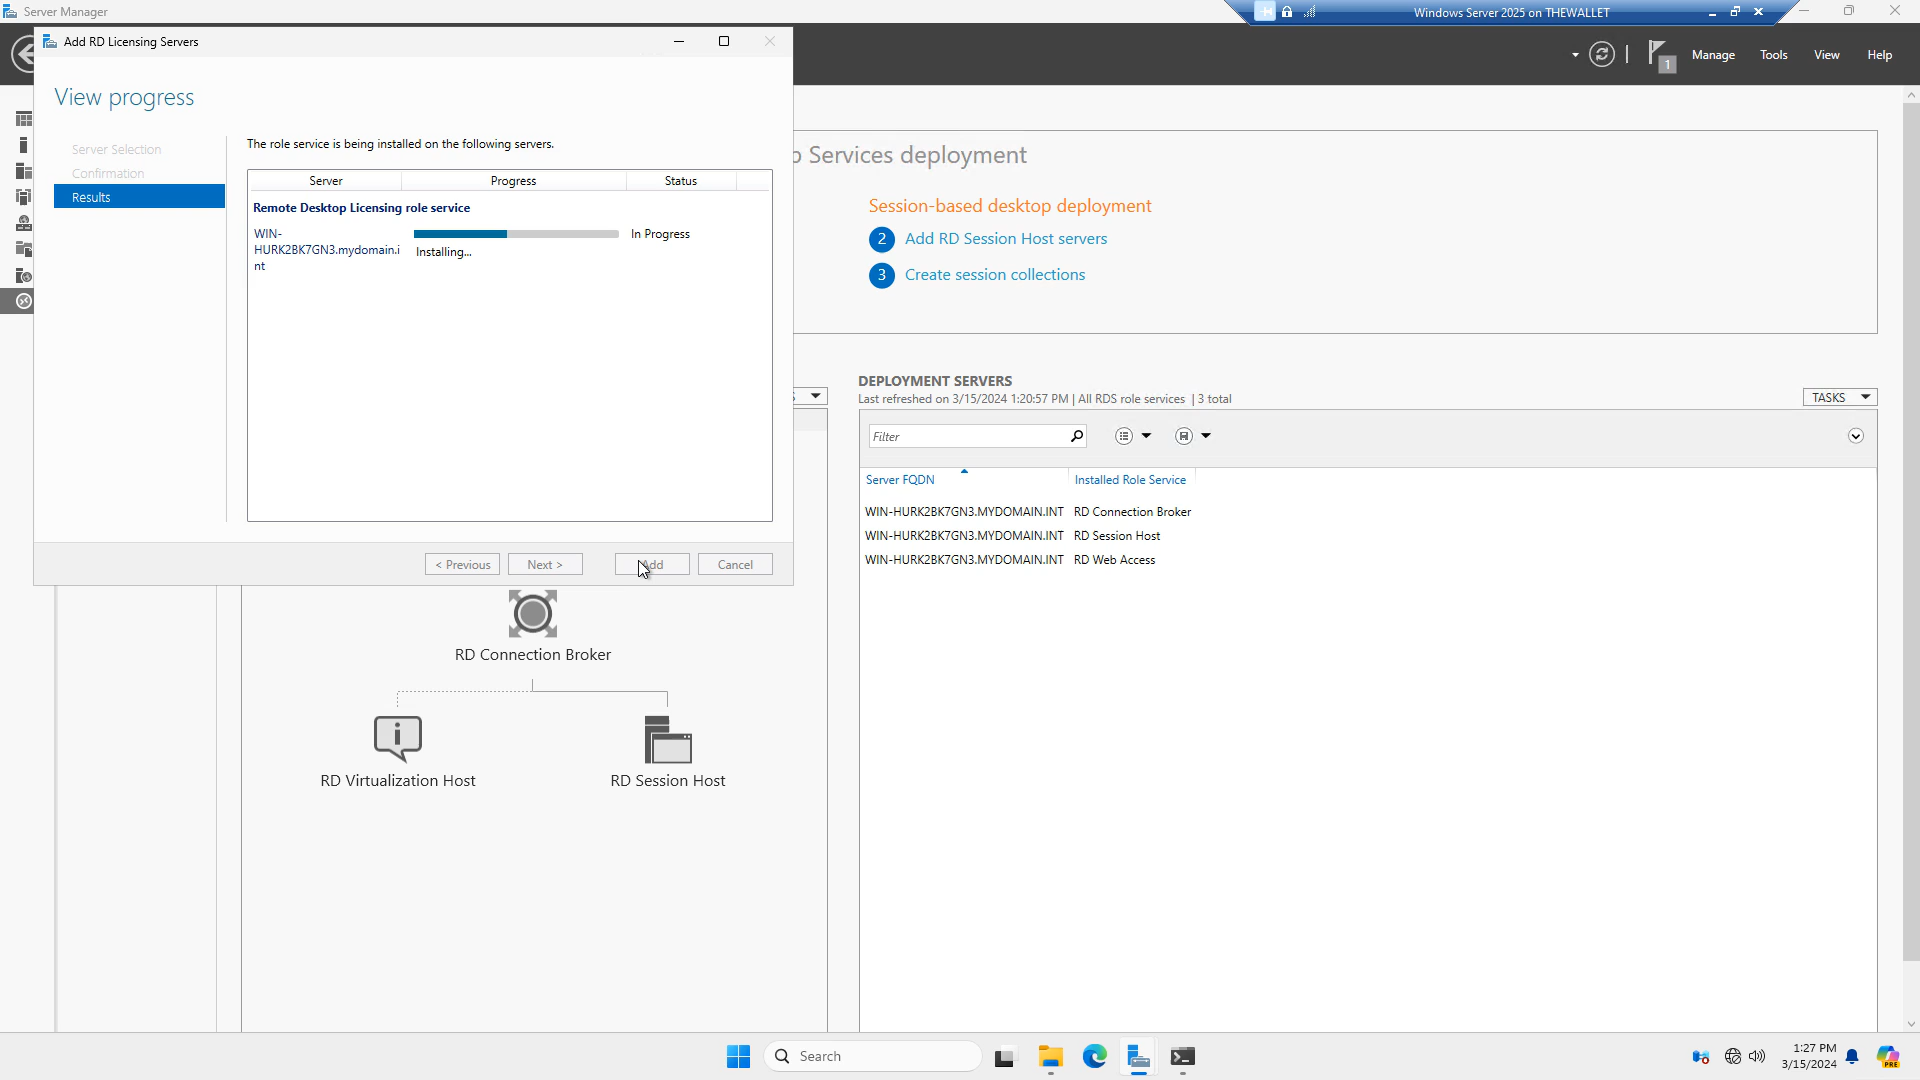 Server Manager
Windows Server 2025 on THEWALLET
Add RD Licensing Servers
1
Manage
Tools
View
Help
View progress
Server Selection
Confirmation
Results
The role service is being installed on the following servers.
Server
Progress
Status
Remote Desktop Licensing role service
WIN-
HURK2BK7GN3.mydomain.i
nt
In Progress
Installing...
< Previous
Next >
Add
Cancel
Services deployment
Session-based desktop deployment
2 Add RD Session Host servers
3 Create session collections
DEPLOYMENT SERVERS
Last refreshed on 3/15/2024 1:20:57 PM | All RDS role services | 3 total
TASKS
Filter
Server FQDN
Installed Role Service
WIN-HURK2BK7GN3.MYDOMAIN.INT RD Connection Broker
WIN-HURK2BK7GN3.MYDOMAIN.INT RD Session Host
WIN-HURK2BK7GN3.MYDOMAIN.INT RD Web Access
RD Connection Broker
RD Virtualization Host
RD Session Host
Search
1:27 PM
3/15/2024
PRE